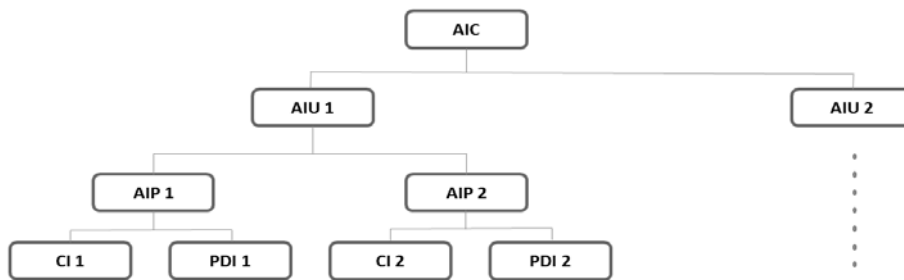 AIC
AIU 1
AIU 2
AIP 1
AIP 2
CI 1
PDI 1
CI 2
PDI 2